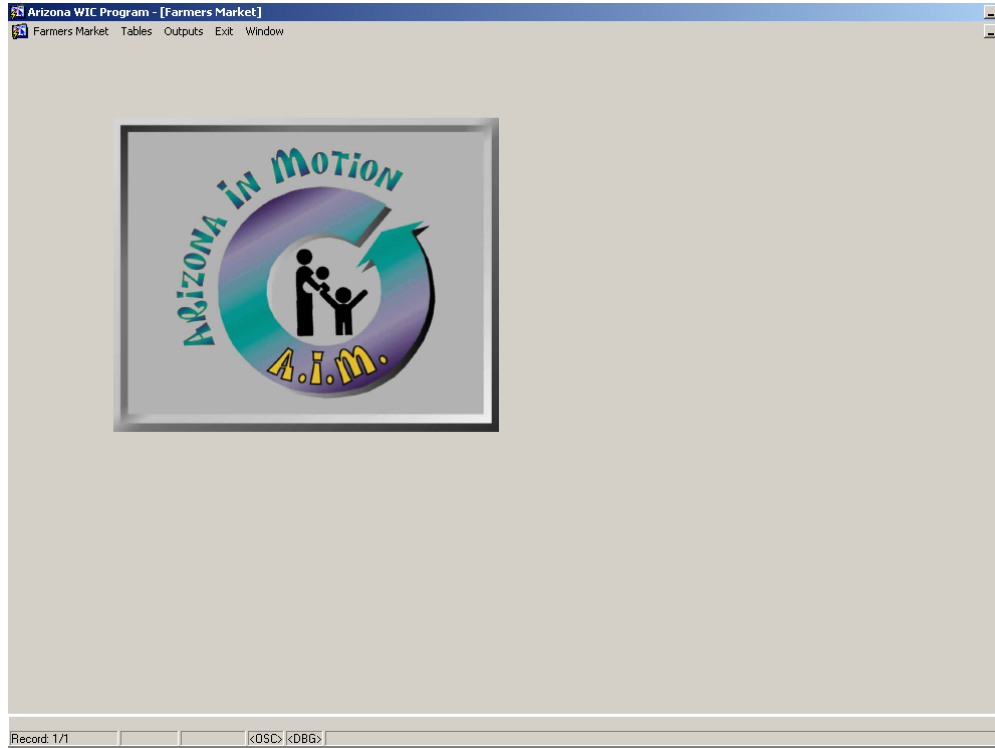 Arizona WIC Program - [Farmers Market]
Farmers Market Tables Outputs Exit Window
ARiZONA iN MOTiON
A.i.M.
Record: 1/1 <OSC> <DBG>